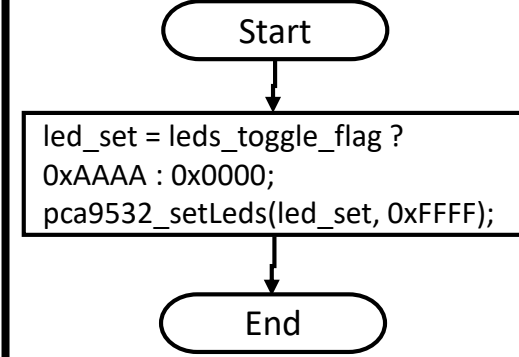 Start
led_set = leds_toggle_flag ?
0xAAAA : 0x0000;
pca9532_setLeds(led_set, 0xFFFF);
End